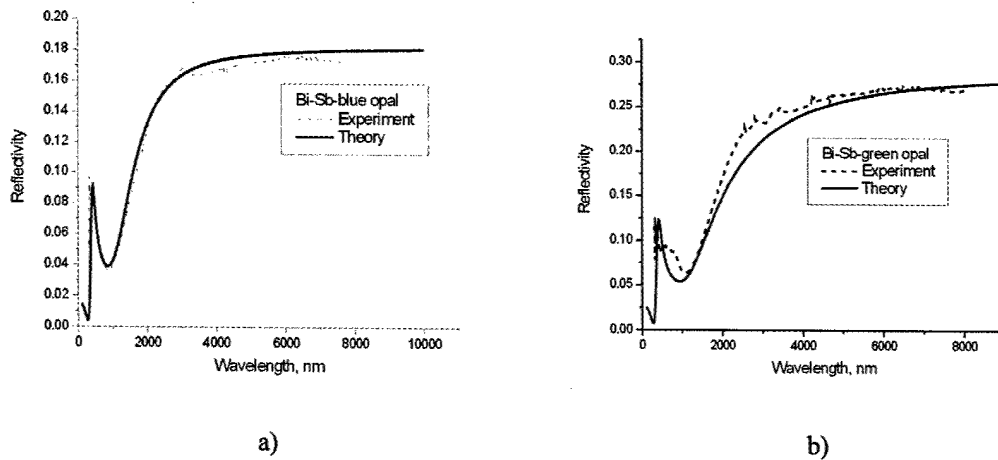 0.20
0.18
0.16
0.14
0.12
0.10
0.08
0.06
0.04
0.02
0.00
Reflectivity
Bi-Sb-blue opal
Experiment
Theory
0
2000
4000
6000
8000
10000
Wavelength, nm
a)
0.30
0.25
0.20
0.15
0.10
0.05
0.00
Reflectivity
Bi-Sb-green opal
Experiment
Theory
0
2000
4000
6000
8000
Wavelength, nm
b)